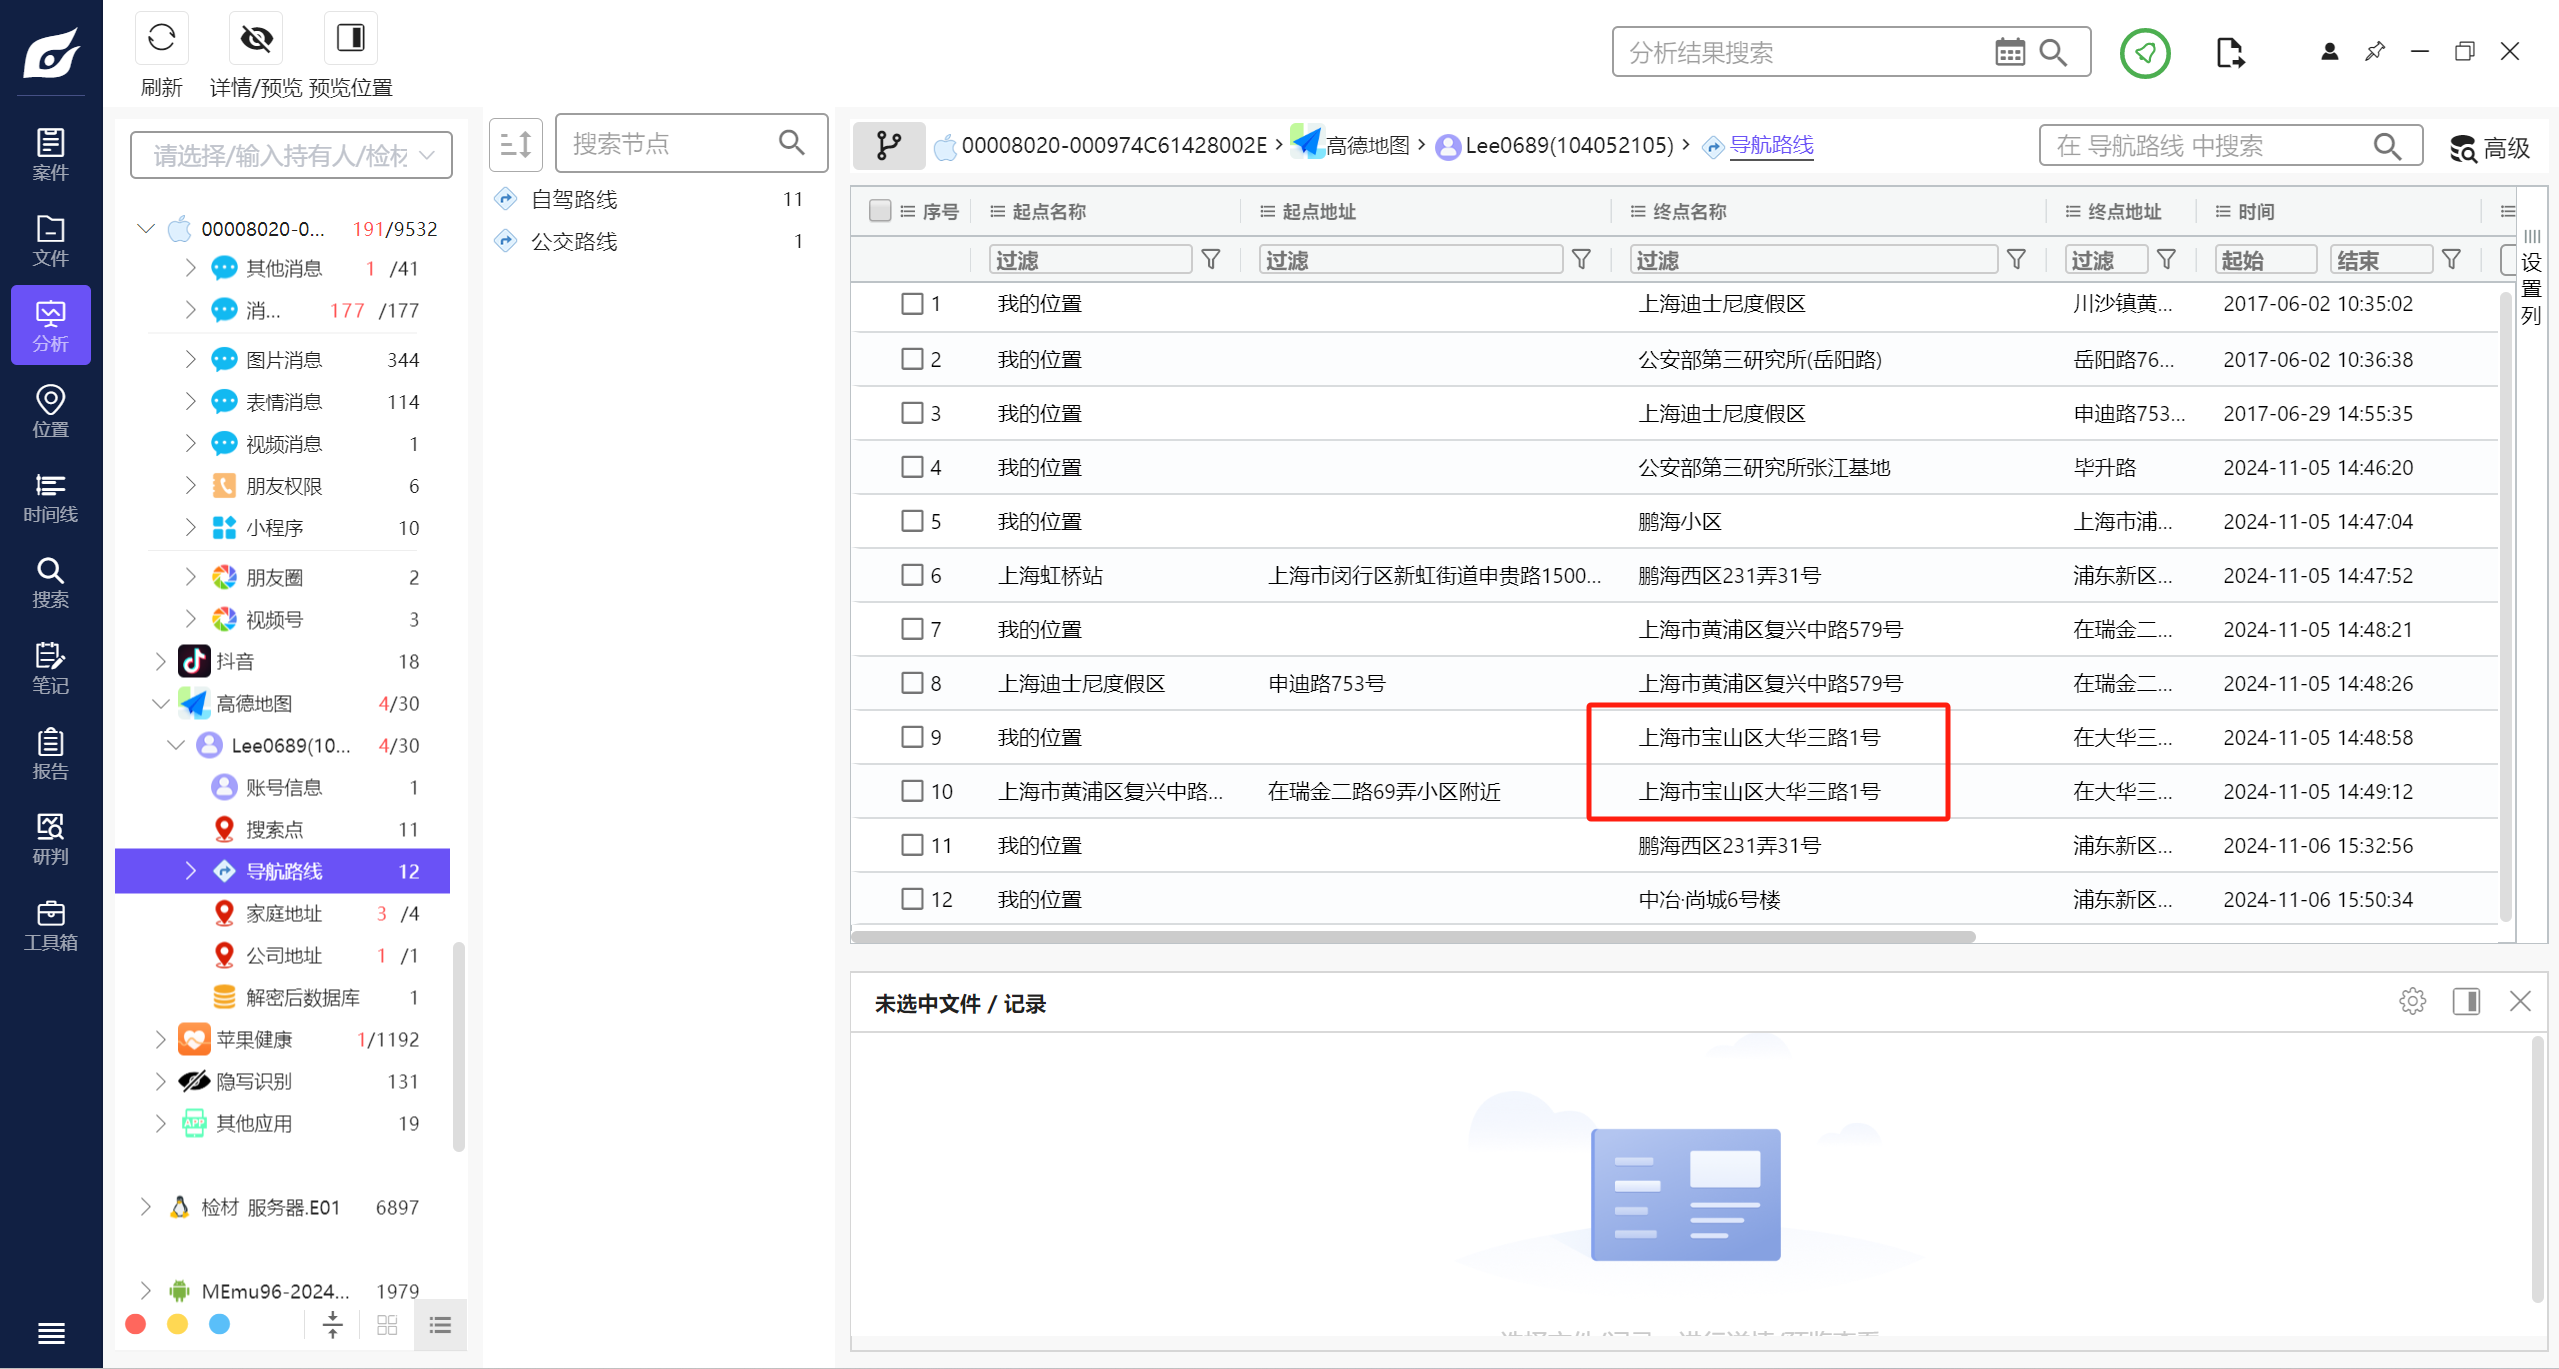 刷新 详情/预览 预览位置
分析结果搜索
案件
文件
分析
位置
时间线
搜索
笔记
报告
研判
工具箱
请选择/输入持有人/检材
00008020-0... 191/9532
其他消息 1 /41
消... 177 /177
图片消息 344
表情消息 114
视频消息 1
朋友权限 6
小程序 10
朋友圈 2
视频号 3
抖音 18
高德地图 4/30
Lee0689(10... 4/30
账号信息 1
搜索点 11
导航路线 12
家庭地址 3 /4
公司地址 1 /1
解密后数据库 1
苹果健康 1/1192
隐写识别 131
其他应用 19
检材 服务器.E01 6897
MEmu96-2024... 1979
搜索节点
自驾路线 11
公交路线 1
00008020-000974C61428002E › 高德地图 › Lee0689(104052105) › 导航路线
在 导航路线 中搜索 高级
序号 起点名称 起点地址 终点名称 终点地址 时间
过滤 过滤 过滤 过滤 起始 结束
设置列
1 我的位置 上海迪士尼度假区 川沙镇黄... 2017-06-02 10:35:02
2 我的位置 公安部第三研究所(岳阳路) 岳阳路76... 2017-06-02 10:36:38
3 我的位置 上海迪士尼度假区 申迪路753... 2017-06-29 14:55:35
4 我的位置 公安部第三研究所张江基地 毕升路 2024-11-05 14:46:20
5 我的位置 鹏海小区 上海市浦... 2024-11-05 14:47:04
6 上海虹桥站 上海市闵行区新虹街道申贵路1500... 鹏海西区231弄31号 浦东新区... 2024-11-05 14:47:52
7 我的位置 上海市黄浦区复兴中路579号 在瑞金二... 2024-11-05 14:48:21
8 上海迪士尼度假区 申迪路753号 上海市黄浦区复兴中路579号 在瑞金二... 2024-11-05 14:48:26
9 我的位置 上海市宝山区大华三路1号 在大华三... 2024-11-05 14:48:58
10 上海市黄浦区复兴中路... 在瑞金二路69弄小区附近 上海市宝山区大华三路1号 在大华三... 2024-11-05 14:49:12
11 我的位置 鹏海西区231弄31号 浦东新区... 2024-11-06 15:32:56
12 我的位置 中冶·尚城6号楼 浦东新区... 2024-11-06 15:50:34
未选中文件 / 记录